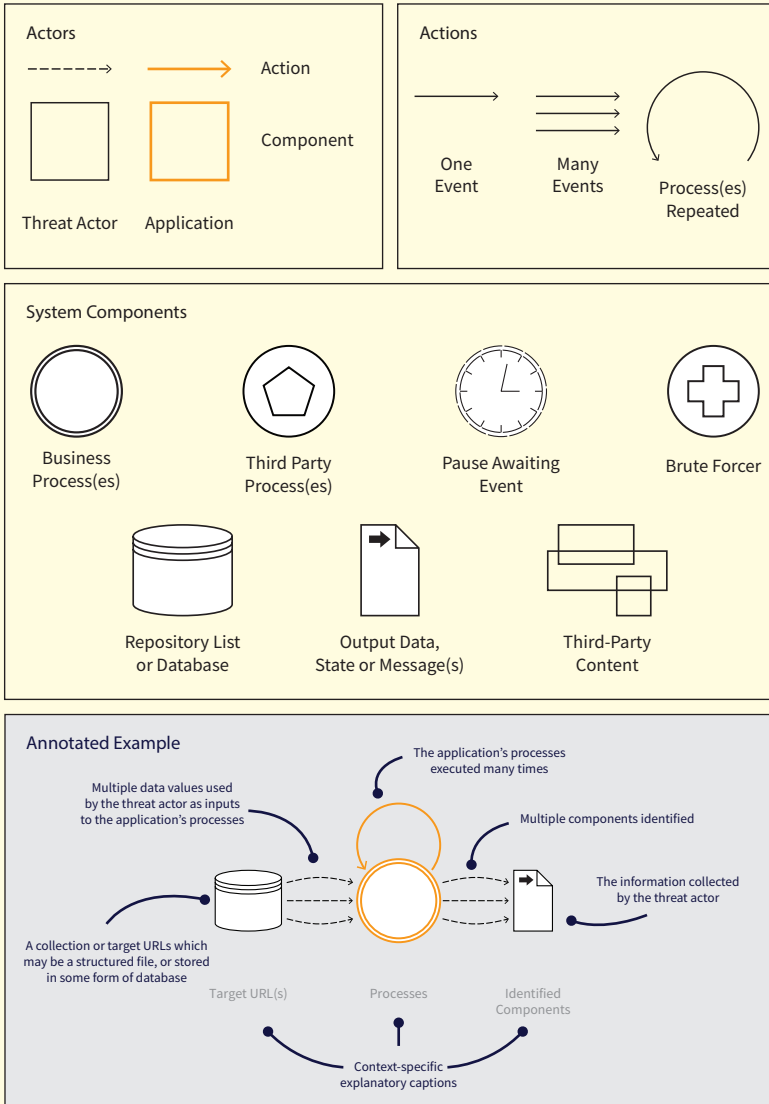 Actors
Action
Component
Threat Actor
Application
Actions
One
Event
Many
Events
Process(es)
Repeated
System Components
Business
Process(es)
Third Party
Process(es)
Pause Awaiting
Event
Brute Forcer
Repository List
or Database
Output Data,
State or Message(s)
Third-Party
Content
Annotated Example
The application's processes
executed many times
Multiple data values used
by the threat actor as inputs
to the application's processes
Multiple components identified
The information collected
by the threat actor
A collection or target URLs which
may be a structured file, or stored
in some form of database
Target URL(s)
Processes
Identified
Components
Context-specific
explanatory captions